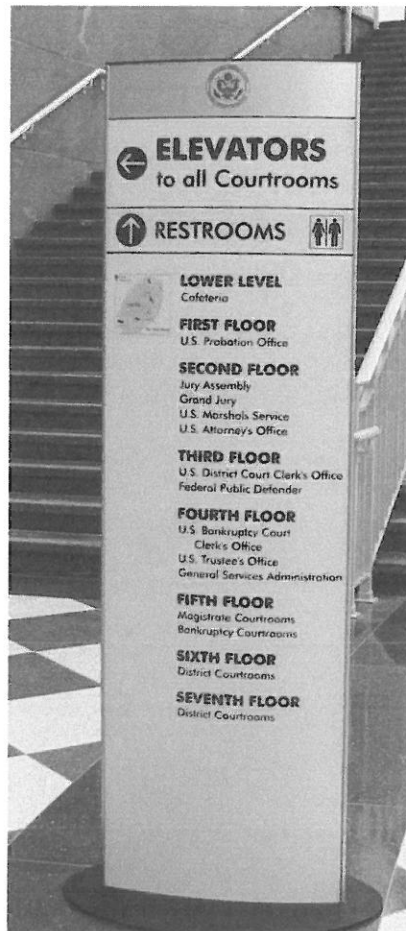 ELEVATORS
to all Courtrooms
RESTROOMS
LOWER LEVEL
Cafeteria
FIRST FLOOR
U.S. Probation Office
SECOND FLOOR
Jury Assembly
Grand Jury
U.S. Marshals Service
U.S. Attorney's Office
THIRD FLOOR
U.S. District Court Clerk's Office
Federal Public Defender
FOURTH FLOOR
U.S. Bankruptcy Court
Clerk's Office
U.S. Trustee's Office
General Services Administration
FIFTH FLOOR
Magistrate Courtrooms
Bankruptcy Courtrooms
SIXTH FLOOR
District Courtrooms
SEVENTH FLOOR
District Courtrooms